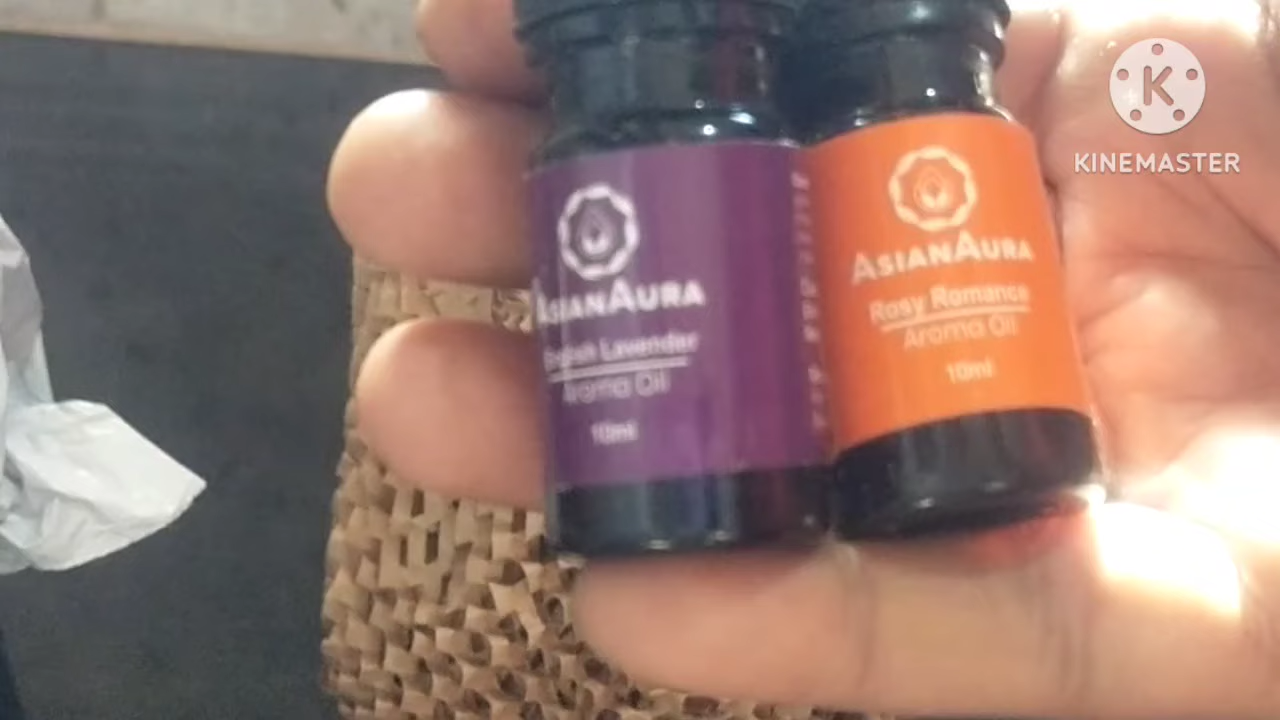 ASIANAURA
English Lavender
Aroma Oil
10ml
ASIANAURA
Rosy Romance
Aroma Oil
10ml
K
KINEMASTER